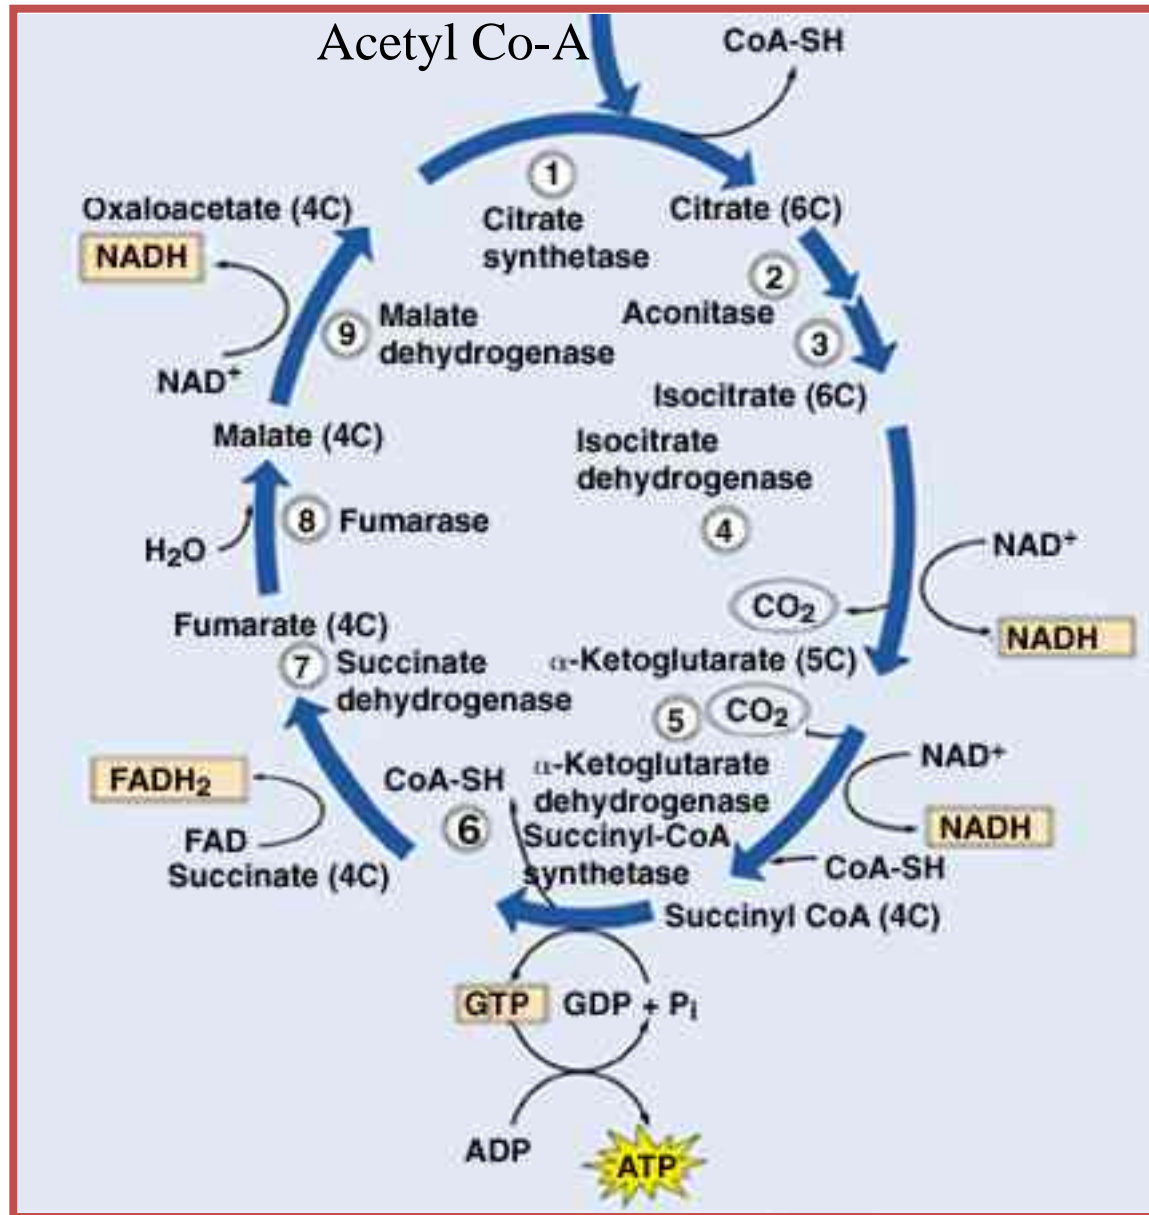 Acetyl Co-A
CoA-SH
1
Citrate
synthetase
Oxaloacetate (4C)
Citrate (6C)
NADH
NAD⁺
9
Malate
dehydrogenase
2
Aconitase
3
Isocitrate (6C)
Malate (4C)
Isocitrate
dehydrogenase
4
NAD⁺
NADH
CO₂
H₂O
8
Fumarase
Fumarate (4C)
7
Succinate
dehydrogenase
α-Ketoglutarate (5C)
5
CO₂
α-Ketoglutarate
dehydrogenase
NAD⁺
NADH
CoA-SH
FADH₂
FAD
Succinate (4C)
CoA-SH
6
Succinyl-CoA
synthetase
Succinyl CoA (4C)
GTP
GDP + Pᵢ
ADP
ATP